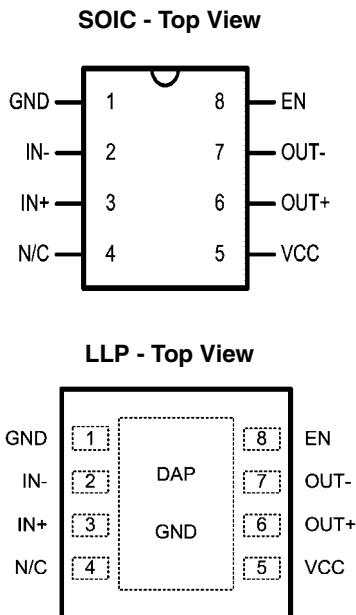 SOIC - Top View
GND 1 8 EN
IN- 2 7 OUT-
IN+ 3 6 OUT+
N/C 4 5 VCC
LLP - Top View
GND 1 8 EN
IN- 2 DAP 7 OUT-
IN+ 3 GND 6 OUT+
N/C 4 5 VCC